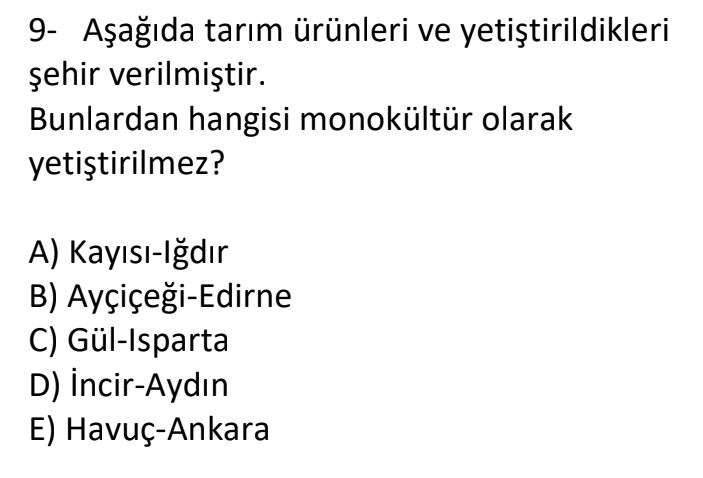 9- Aşağıda tarım ürünleri ve yetiştirildikleri
şehir verilmiştir.
Bunlardan hangisi monokültür olarak
yetiştirilmez?
A) Kayısı-Iğdır
B) Ayçiçeği-Edirne
C) Gül-Isparta
D) İncir-Aydın
E) Havuç-Ankara